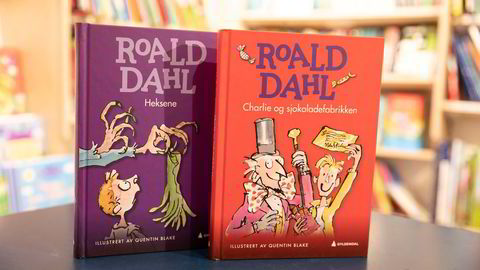 ROALD
DAHL
Heksene
ILLUSTRERT AV QUENTIN BLAKE
ROALD
DAHL
Charlie og sjokoladefabrikken
ILLUSTRERT AV QUENTIN BLAKE
GYLDENDAL